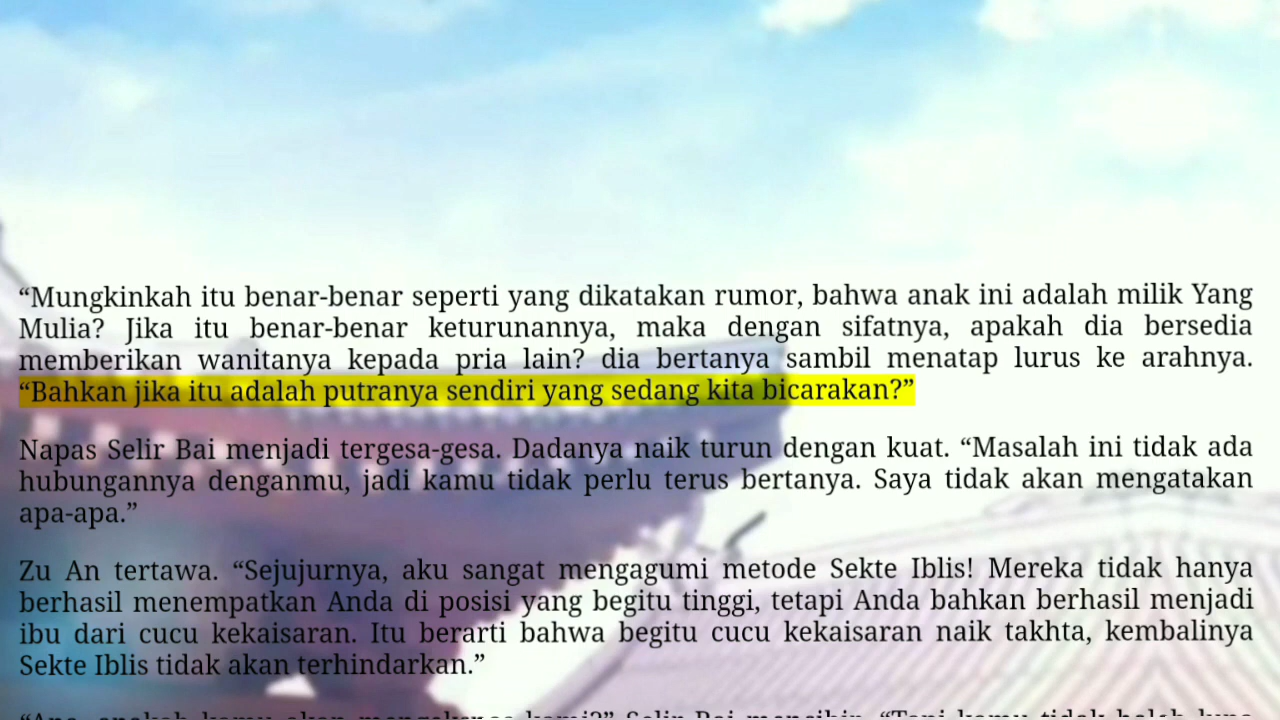 “Mungkinkah itu benar-benar seperti yang dikatakan rumor, bahwa anak ini adalah milik Yang
Mulia? Jika itu benar-benar keturunannya, maka dengan sifatnya, apakah dia bersedia
memberikan wanitanya kepada pria lain? dia bertanya sambil menatap lurus ke arahnya.
“Bahkan jika itu adalah putranya sendiri yang sedang kita bicarakan?”
Napas Selir Bai menjadi tergesa-gesa. Dadanya naik turun dengan kuat. “Masalah ini tidak ada
hubungannya denganmu, jadi kamu tidak perlu terus bertanya. Saya tidak akan mengatakan
apa-apa.”
Zu An tertawa. “Sejujurnya, aku sangat mengagumi metode Sekte Iblis! Mereka tidak hanya
berhasil menempatkan Anda di posisi yang begitu tinggi, tetapi Anda bahkan berhasil menjadi
ibu dari cucu kekaisaran. Itu berarti bahwa begitu cucu kekaisaran naik takhta, kembalinya
Sekte Iblis tidak akan terhindarkan.”